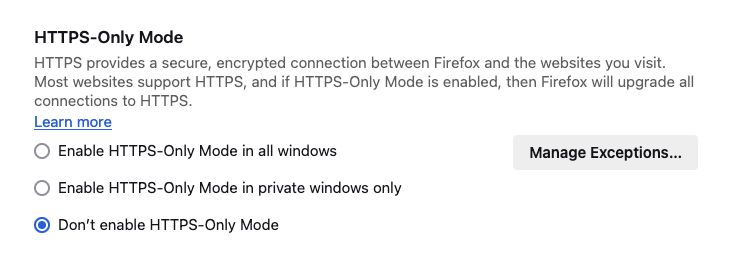 HTTPS-Only Mode
HTTPS provides a secure, encrypted connection between Firefox and the websites you visit.
Most websites support HTTPS, and if HTTPS-Only Mode is enabled, then Firefox will upgrade all
connections to HTTPS.
Learn more
Enable HTTPS-Only Mode in all windows
Manage Exceptions...
Enable HTTPS-Only Mode in private windows only
Don’t enable HTTPS-Only Mode